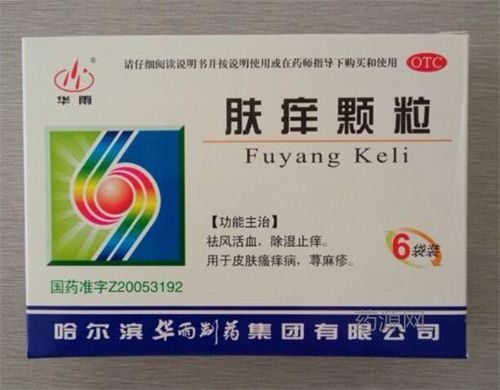 请仔细阅读说明书并按说明使用或在药师指导下购买和使用
OTC
®
华雨
肤痒颗粒
Fuyang Keli
【功能主治】
祛风活血，除湿止痒。
用于皮肤瘙痒病，荨麻疹。
6袋装
国药准字Z20053192
药源网
哈尔滨华雨制药集团有限公司